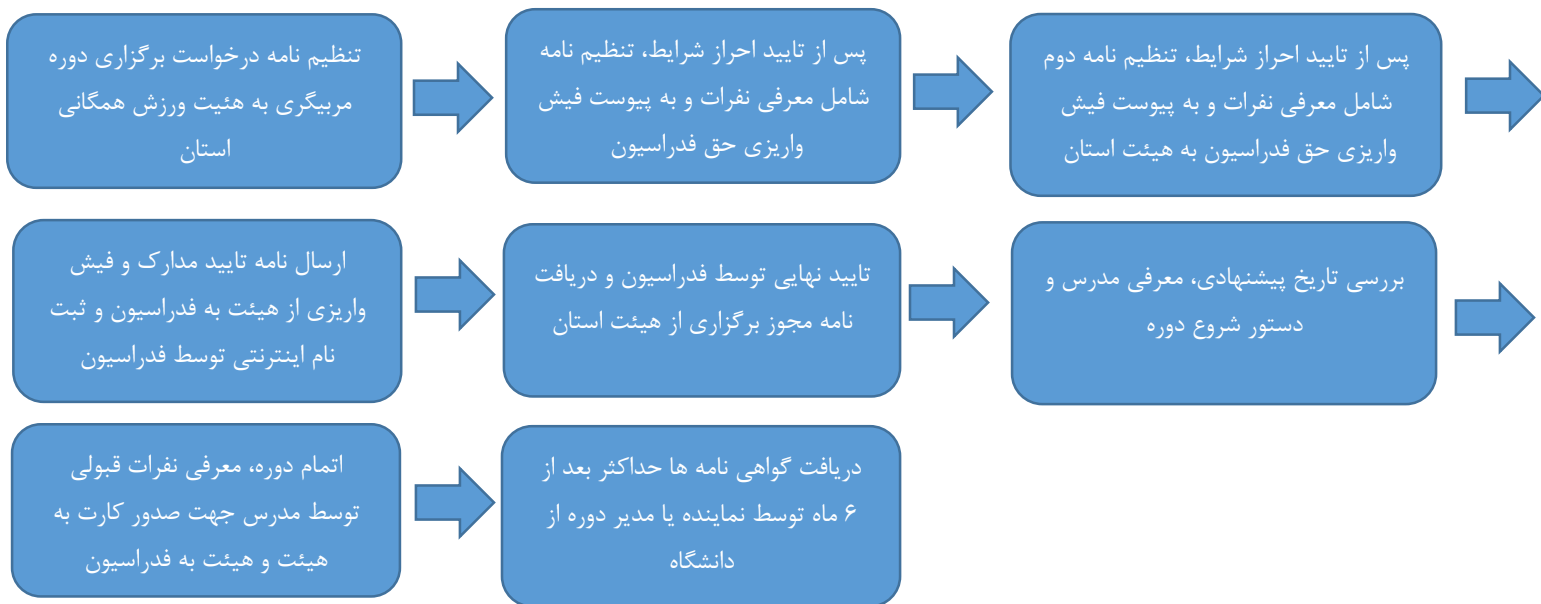 تنظیم نامه درخواست برگزاری دوره
مربیگری به هئیت ورزش همگانی
استان
پس از تایید احراز شرایط، تنظیم نامه
شامل معرفی نفرات و به پیوست فیش
واریزی حق فدراسیون
پس از تایید احراز شرایط، تنظیم نامه دوم
شامل معرفی نفرات و به پیوست فیش
واریزی حق فدراسیون به هیئت استان
ارسال نامه تایید مدارک و فیش
واریزی از هیئت به فدراسیون و ثبت
نام اینترنتی توسط فدراسیون
تایید نهایی توسط فدراسیون و دریافت
نامه مجوز برگزاری از هیئت استان
بررسی تاریخ پیشنهادی، معرفی مدرس و
دستور شروع دوره
اتمام دوره، معرفی نفرات قبولی
توسط مدرس جهت صدور کارت به
هیئت و هیئت به فدراسیون
دریافت گواهی نامه ها حداکثر بعد از
۶ ماه توسط نماینده یا مدیر دوره از
دانشگاه